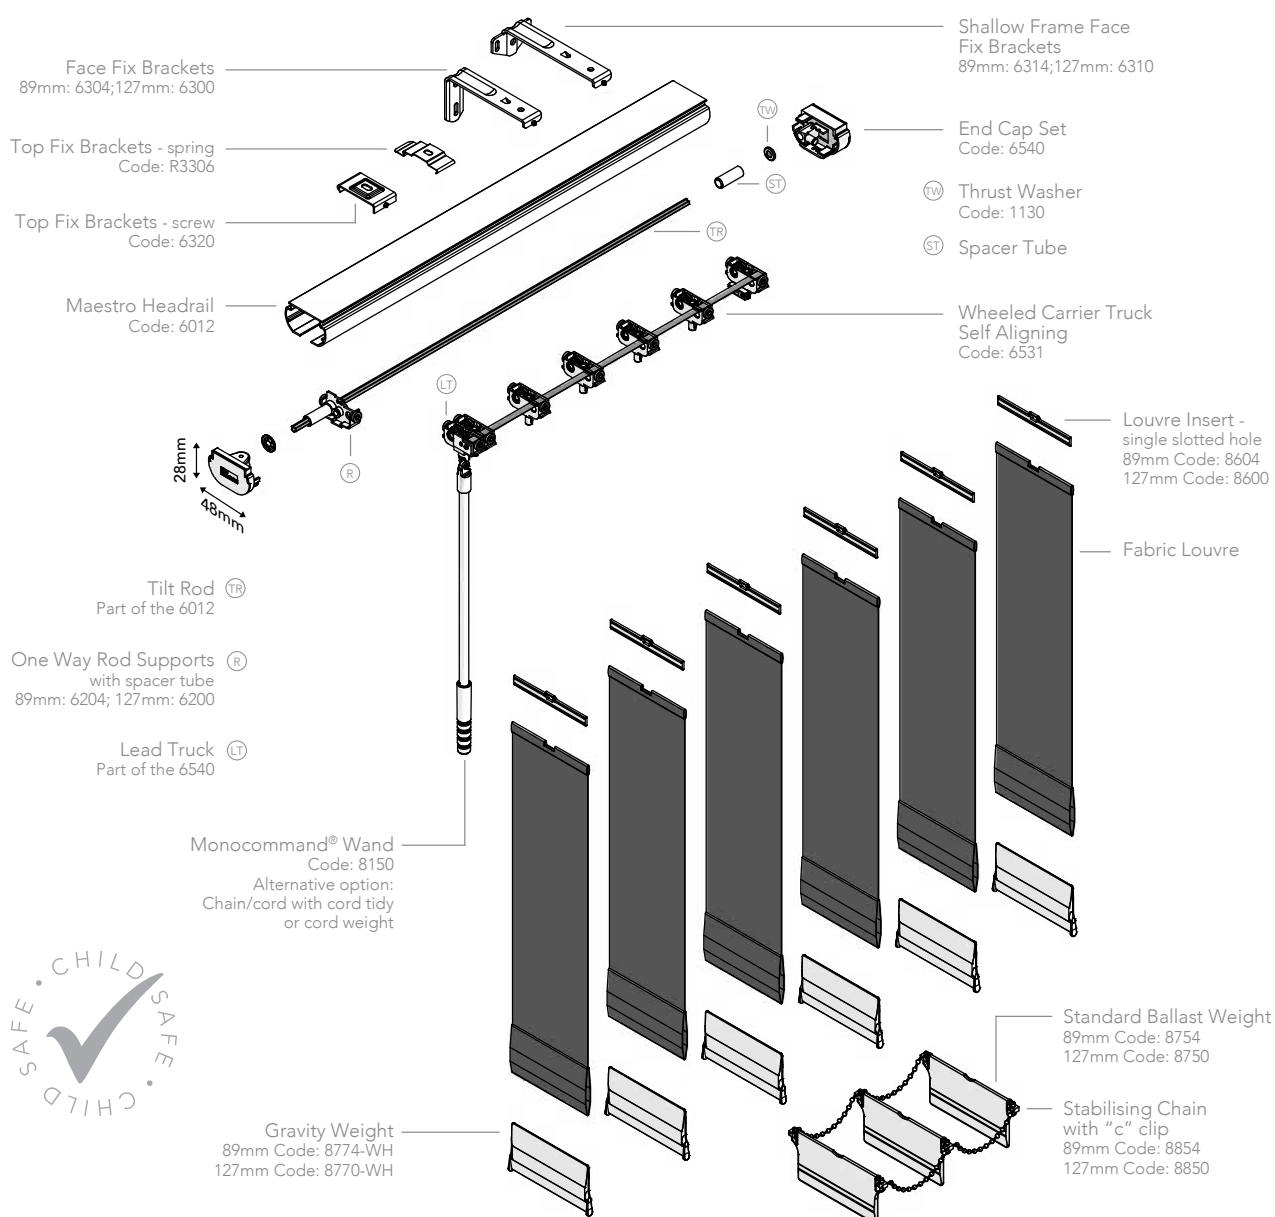 Shallow Frame Face
Fix Brackets
89mm: 6314;127mm: 6310
Face Fix Brackets
89mm: 6304;127mm: 6300
Top Fix Brackets - spring
Code: R3306
Top Fix Brackets - screw
Code: 6320
Maestro Headrail
Code: 6012
TW
End Cap Set
Code: 6540
ST
TW Thrust Washer
Code: 1130
TR
ST Spacer Tube
Wheeled Carrier Truck
Self Aligning
Code: 6531
LT
R
28mm
48mm
Louvre Insert -
single slotted hole
89mm Code: 8604
127mm Code: 8600
Fabric Louvre
Tilt Rod TR
Part of the 6012
One Way Rod Supports R
with spacer tube
89mm: 6204; 127mm: 6200
Lead Truck LT
Part of the 6540
Monocommand® Wand
Code: 8150
Alternative option:
Chain/cord with cord tidy
or cord weight
CHILD SAFE • CHILD SAFE •
Gravity Weight
89mm Code: 8774-WH
127mm Code: 8770-WH
Standard Ballast Weight
89mm Code: 8754
127mm Code: 8750
Stabilising Chain
with “c” clip
89mm Code: 8854
127mm Code: 8850